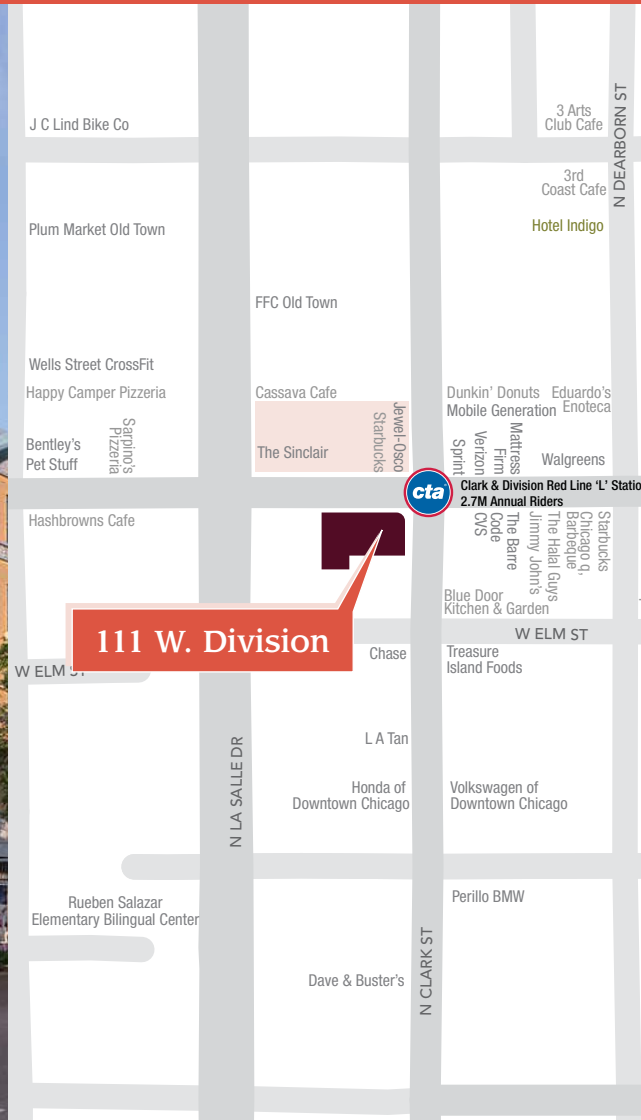 3 Arts
Club Cafe
N DEARBORN ST
J C Lind Bike Co
3rd
Coast Cafe
Plum Market Old Town
Hotel Indigo
FFC Old Town
Wells Street CrossFit
Happy Camper Pizzeria
Cassava Cafe
Dunkin’ Donuts
Eduardo’s
Enoteca
Mobile Generation
Bentley’s
Pet Stuff
Sarpino’s
Pizzeria
The Sinclair
Starbucks
Jewel-Osco
Sprint
Verizon
Mattress
Firm
Walgreens
cta
Clark & Division Red Line ‘L’ Statio
2.7M Annual Riders
Hashbrowns Cafe
CVS
The Barre
Code
Jimmy John’s
The Halal Guys
Chicago q,
Barbeque
Starbucks
Blue Door
Kitchen & Garden
111 W. Division
W ELM ST
W ELM ST
Chase
Treasure
Island Foods
L A Tan
N LA SALLE DR
Honda of
Downtown Chicago
Volkswagen of
Downtown Chicago
Rueben Salazar
Elementary Bilingual Center
Perillo BMW
N CLARK ST
Dave & Buster’s